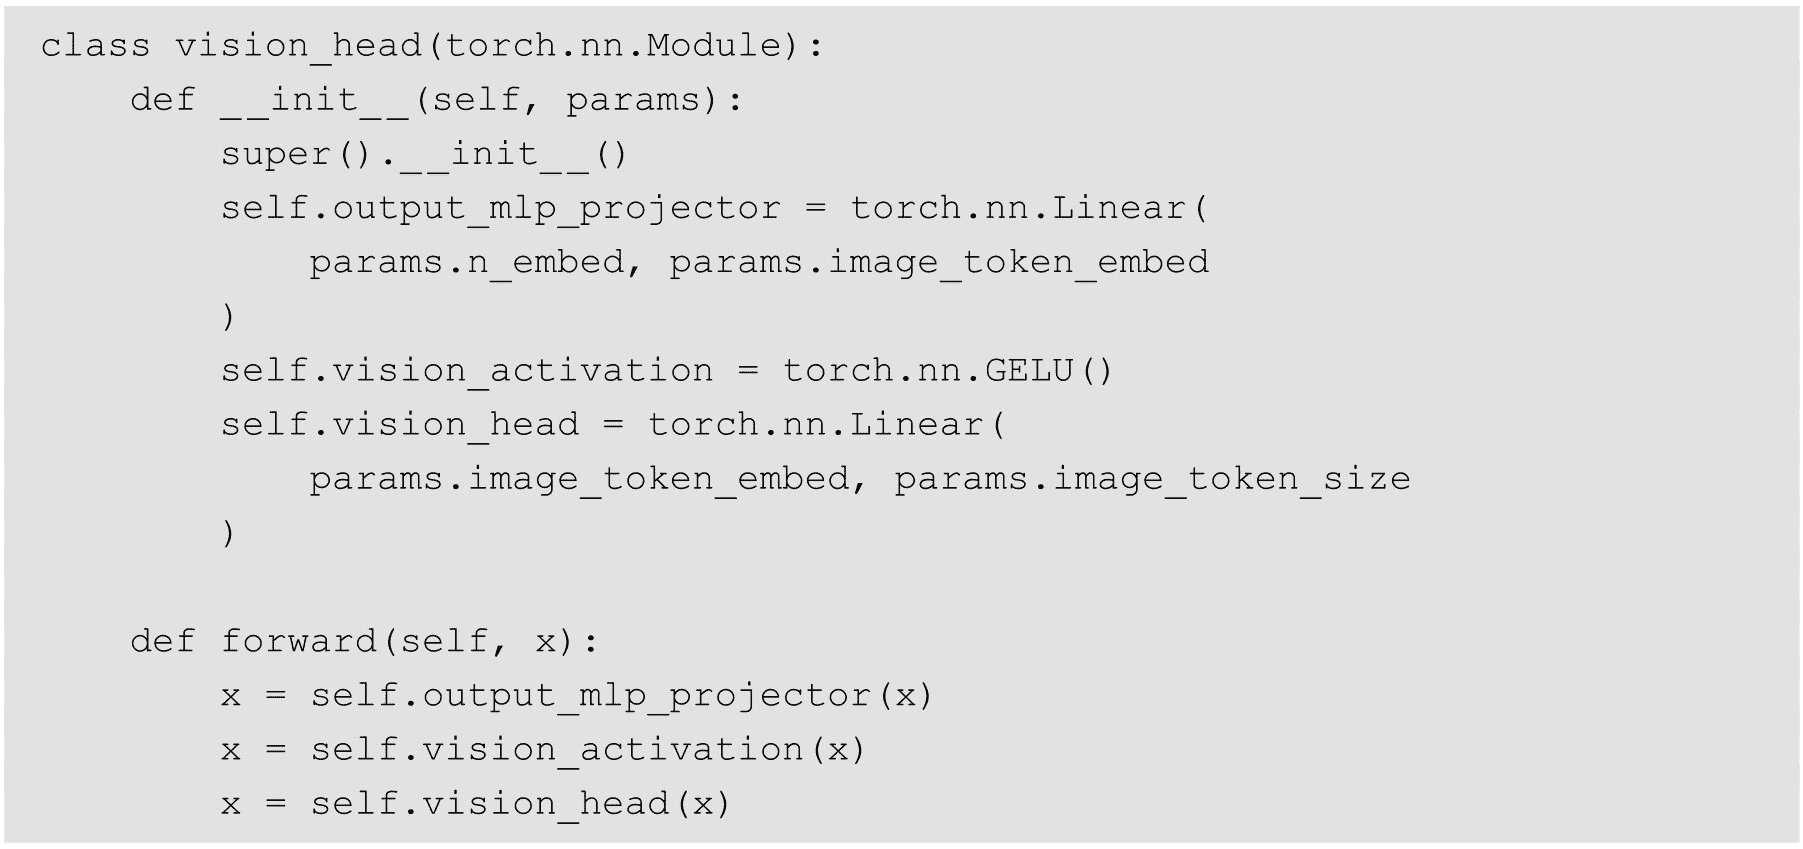 class vision_head(torch.nn.Module):
    def __init__(self, params):
        super().__init__()
        self.output_mlp_projector = torch.nn.Linear(
            params.n_embed, params.image_token_embed
        )
        self.vision_activation = torch.nn.GELU()
        self.vision_head = torch.nn.Linear(
            params.image_token_embed, params.image_token_size
        )

    def forward(self, x):
        x = self.output_mlp_projector(x)
        x = self.vision_activation(x)
        x = self.vision_head(x)